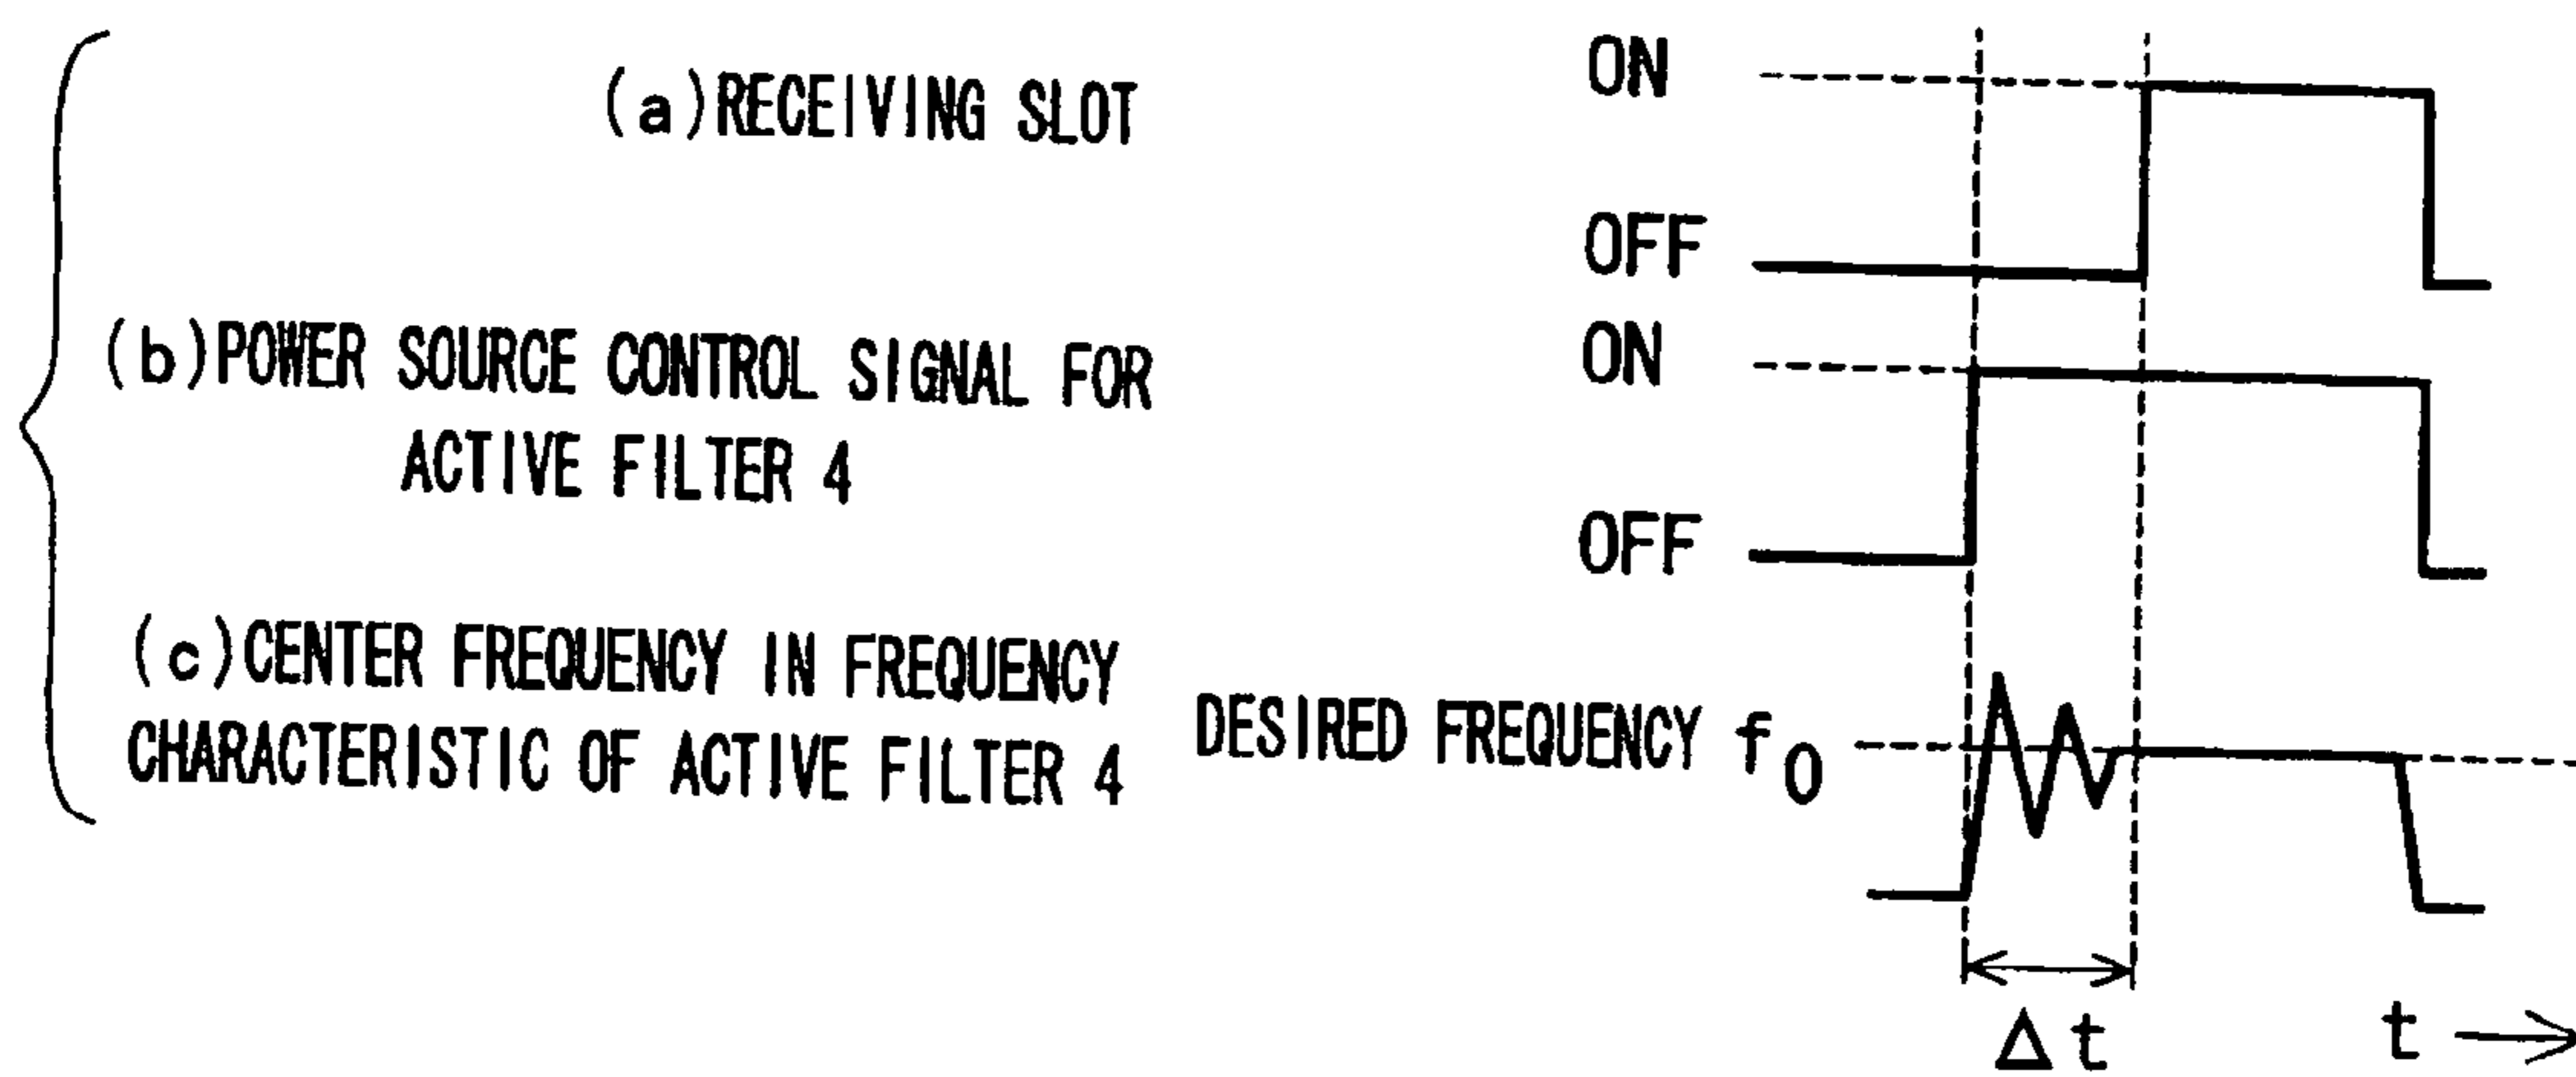 (a)RECEIVING SLOT
ON
OFF
(b)POWER SOURCE CONTROL SIGNAL FOR
ACTIVE FILTER 4
ON
OFF
(c)CENTER FREQUENCY IN FREQUENCY
CHARACTERISTIC OF ACTIVE FILTER 4
DESIRED FREQUENCY f0
Δt
t